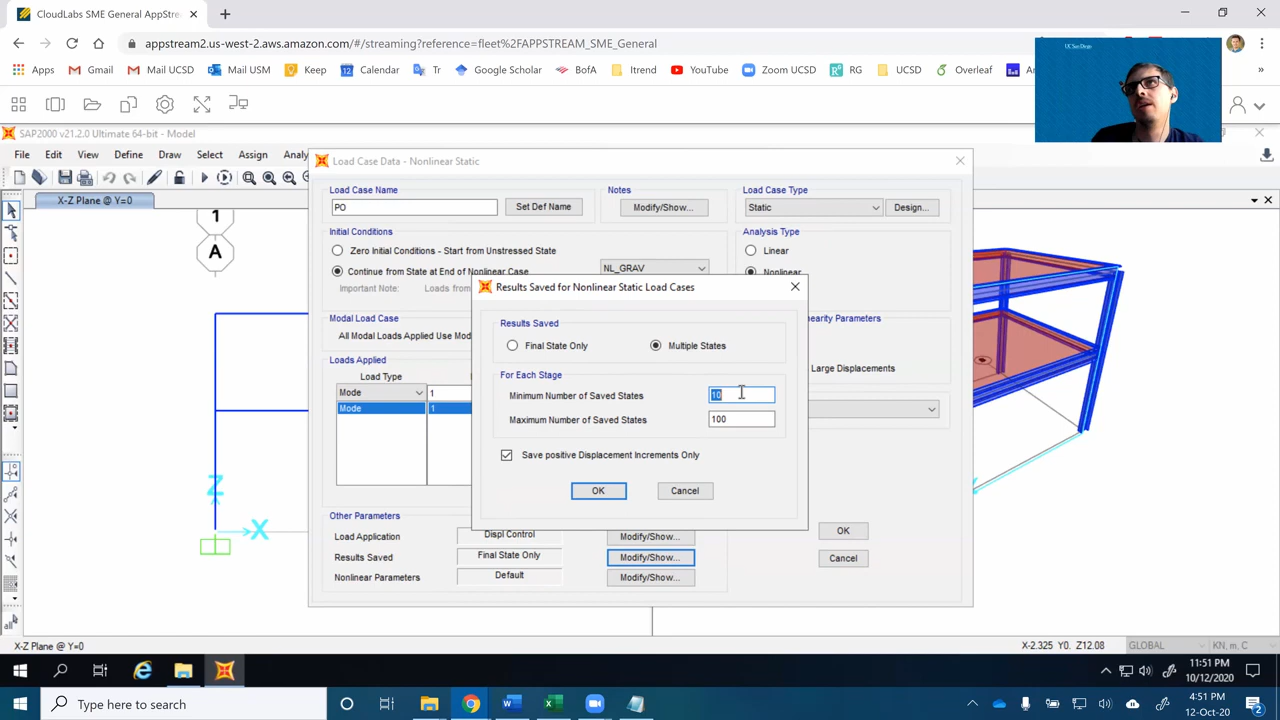 CloudLabs SME General AppStream
appstream2.us-west-2.aws.amazon.com/#/streaming?reference=fleet%2FAPPSTREAM_SME_General
Apps
Gmail
Mail UCSD
Mail USM
Keep
Calendar
Google Scholar
BofA
Itrend
YouTube
Zoom UCSD
RG
UCSD
Overleaf
UC San Diego
SAP2000 v21.2.0 Ultimate 64-bit - Model
File Edit View Define Draw Select Assign
X-Z Plane @ Y=0
Load Case Data - Nonlinear Static
Load Case Name
PO
Set Def Name
Notes
Modify/Show...
Load Case Type
Static
Design...
Initial Conditions
Zero Initial Conditions - Start from Unstressed State
Continue from State at End of Nonlinear Case
NL_GRAV
Important Note:
Analysis Type
Linear
Nonlinear
Modal Load Case
All Modal Loads Applied Use
Loads Applied
Load Type
Mode 1
Mode 1
Large Displacements
Results Saved for Nonlinear Static Load Cases
Results Saved
Final State Only
Multiple States
For Each Stage
Minimum Number of Saved States 10
Maximum Number of Saved States 100
Save positive Displacement Increments Only
OK
Cancel
Other Parameters
Load Application Displ Control Modify/Show...
Results Saved Final State Only Modify/Show...
Nonlinear Parameters Default Modify/Show...
OK
Cancel
1
A
Z
X
X-Z Plane @ Y=0
X-2.325 Y0. Z12.08
GLOBAL
KN, m, C
11:51 PM
10/12/2020
Type here to search
4:51 PM
12-Oct-20
2